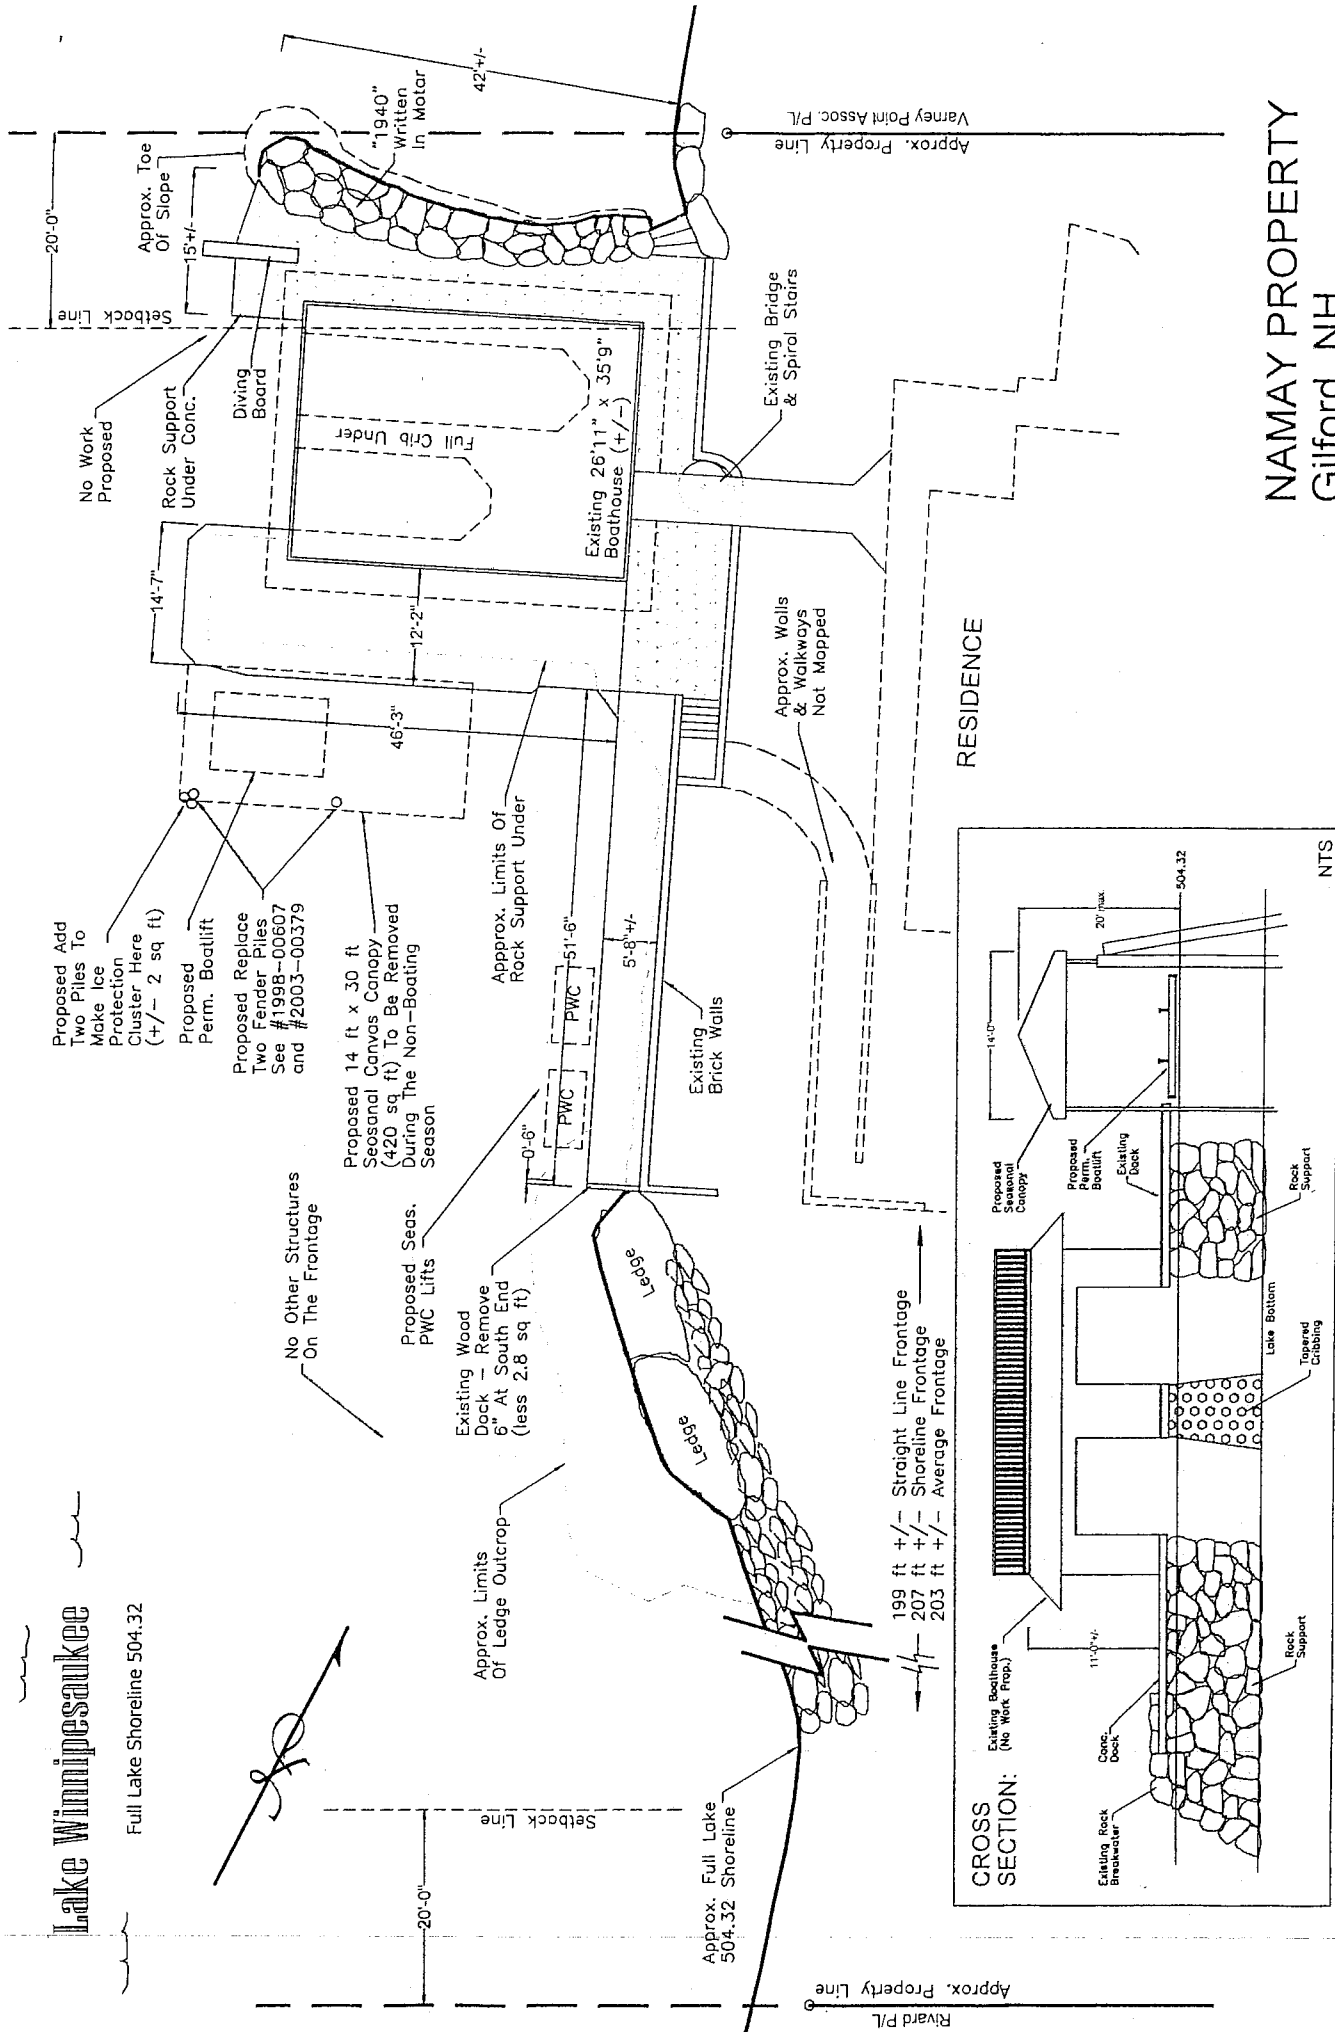 Lake Winnipesaukee
Full Lake Shoreline 504.32
20'-0"
Setback Line
Approx. Full Lake
504.32 Shoreline
Approx. Property Line
Rivard P/L
Approx. Limits
Of Ledge Outcrop
No Other Structures
On The Frontage
Ledge
Ledge
199 ft +/- Straight Line Frontage
207 ft +/- Shoreline Frontage
203 ft +/- Average Frontage
Proposed Seas.
PWC Lifts
Existing Wood
Dock - Remove
6" At South End
(less 2.8 sq ft)
0'-6"
PWC
PWC
51'-6"
5'-8"+/-
Existing
Brick Walls
Proposed Add
Two Piles To
Make Ice
Protection
Cluster Here
(+/- 2 sq ft)
Proposed
Perm. Boatlift
Proposed Replace
Two Fender Piles
See #1998-00607
and #2003-00379
Proposed 14 ft x 30 ft
Seosanal Canvas Canopy
(420 sq ft) To Be Removed
During The Non-Boating
Season
Appprox. Limits Of
Rock Support Under
46'-3"
14'-7"
12'-2"
No Work
Proposed
Rock Support
Under Conc.
Diving
Board
Setback Line
20'-0"
15'+/-
Approx. Toe
Of Slope
"1940"
Written
In Motar
42'+/-
Full Crib Under
Existing 26'11" x 35'9"
Boathouse (+/-)
Existing Bridge
& Spiral Stairs
Approx. Walls
& Walkways
Not Mapped
RESIDENCE
Approx. Property Line
Varney Point Assoc. P/L
NAMAY PROPERTY
Gilford, NH
CROSS
SECTION:
Existing Boathouse
(No Work Prop.)
Existing Rock
Breakwater
Conc.
Dock
11'-0"+/-
Rock
Support
Tapered
Cribbing
Lake Bottom
Proposed
Seasonal
Canopy
Proposed
Perm.
Boatlift
Existing
Dock
Rock
Support
14'-0"
20' max.
504.32
NTS